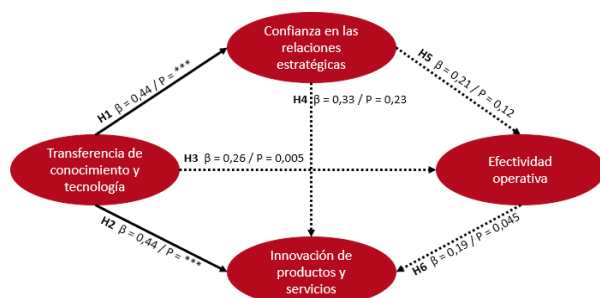 Confianza en las
relaciones
estratégicas
H1 β = 0,44 / P = ***
H5 β = 0,21 / P = 0,12
H4 β = 0,33 / P = 0,23
Transferencia de
conocimiento y
tecnología
H3 β = 0,26 / P = 0,005
Efectividad
operativa
H2 β = 0,44 / P = ***
H6 β = 0,19 / P = 0,045
Innovación de
productos y
servicios